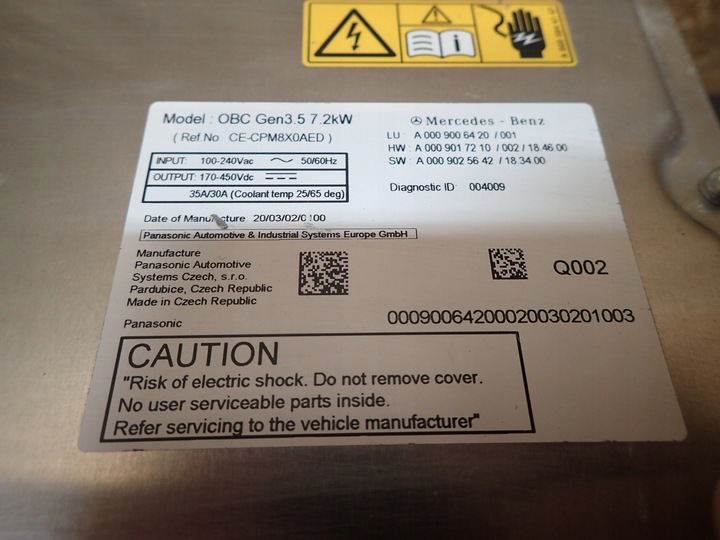 Model : OBC Gen3.5 7.2kW
( Ref.No CE-CPM8X0AED )
INPUT: 100-240Vac 50/60Hz
OUTPUT: 170-450Vdc
35A/30A (Coolant temp 25/65 deg)
Mercedes - Benz
LU : A 000 900 64 20 / 001
HW : A 000 901 72 10 / 002 / 18.46.00
SW : A 000 902 56 42 / 18.34.00
Diagnostic ID: 004009
Date of Manufacture: 20/03/02/0100
Panasonic Automotive & Industrial Systems Europe GmbH
Manufacture
Panasonic Automotive
Systems Czech, s.r.o.
Pardubice, Czech Republic
Made in Czech Republic
Panasonic
Q002
00090064200020030201003
CAUTION
"Risk of electric shock. Do not remove cover.
No user serviceable parts inside.
Refer servicing to the vehicle manufacturer"